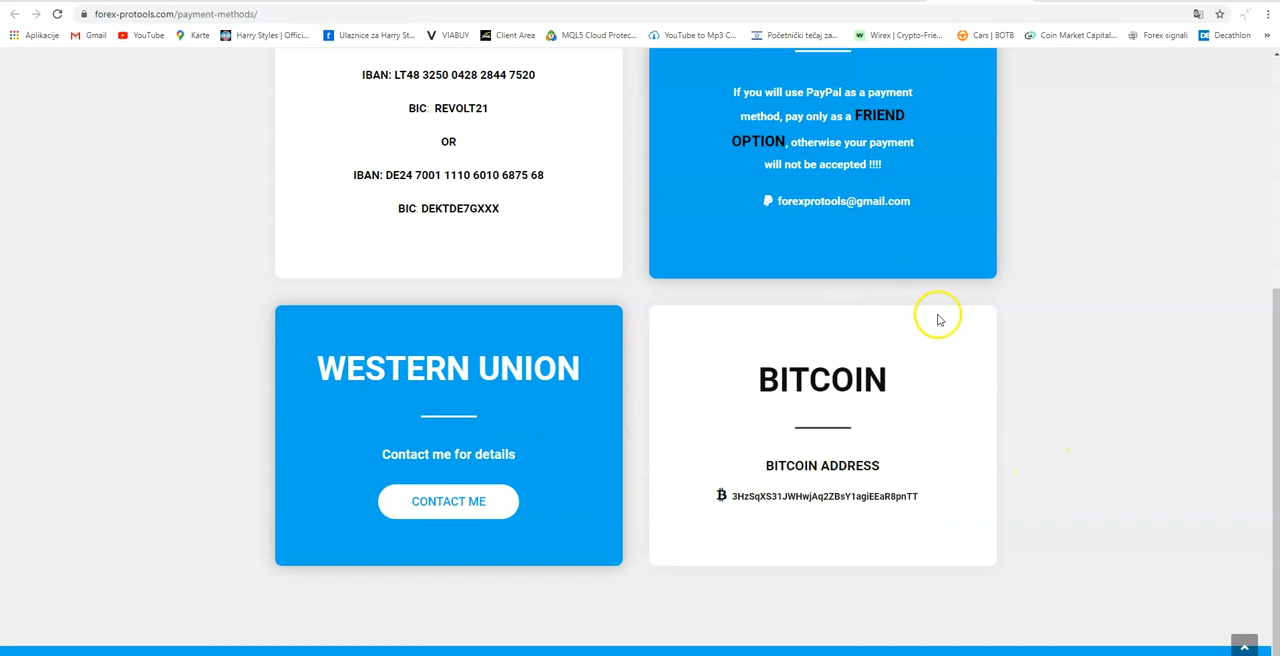 forex-protools.com/payment-methods/
Aplikacije Gmail YouTube Karte Harry Styles | Offici... Ulaznice za Harry St... VIABUY Client Area MQL5 Cloud Protec... YouTube to Mp3 C... Početnički tečaj za... Wirex | Crypto-Frie... Cars | BOTB Coin Market Capital... Forex signali Decathlon »
IBAN: LT48 3250 0428 2844 7520
BIC: REVOLT21
OR
IBAN: DE24 7001 1110 6010 6875 68
BIC: DEKTDE7GXXX
If you will use PayPal as a payment
method, pay only as a FRIEND
OPTION, otherwise your payment
will not be accepted !!!!
forexprotools@gmail.com
WESTERN UNION
Contact me for details
CONTACT ME
BITCOIN
BITCOIN ADDRESS
3HzSqXS31JWHwjAq2ZBsY1agiEEaR8pnTT